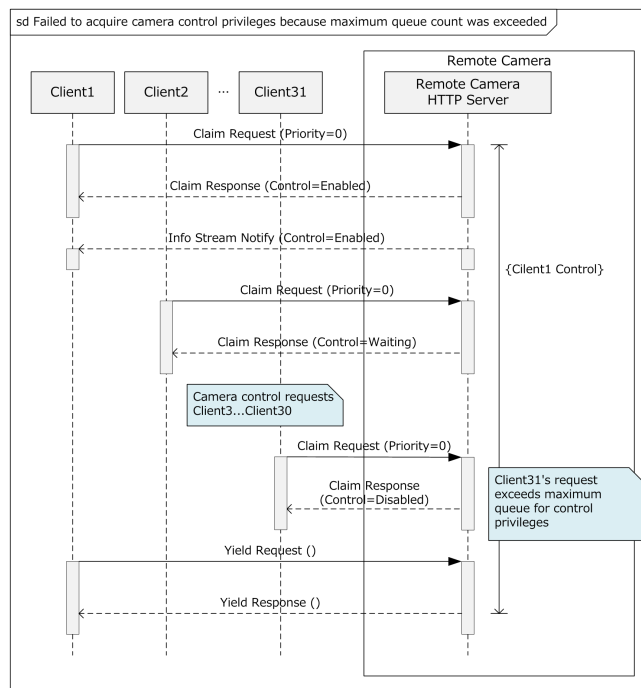 sd Failed to acquire camera control privileges because maximum queue count was exceeded
Remote Camera
Client1
Client2
...
Client31
Remote Camera
HTTP Server
Claim Request (Priority=0)
Claim Response (Control=Enabled)
Info Stream Notify (Control=Enabled)
{Cilent1 Control}
Claim Request (Priority=0)
Claim Response (Control=Waiting)
Camera control requests
Client3...Client30
Claim Request (Priority=0)
Claim Response
(Control=Disabled)
Client31's request
exceeds maximum
queue for control
privileges
Yield Request ()
Yield Response ()